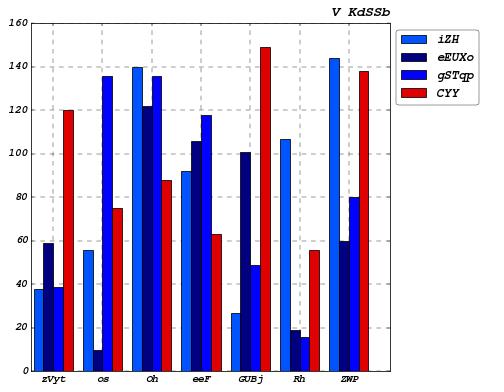 V KdSSb
160
140
120
100
80
60
40
20
0
zVyt os Oh eeF GUBj Rh ZWP
iZH
eEUXo
gSTqp
CYY